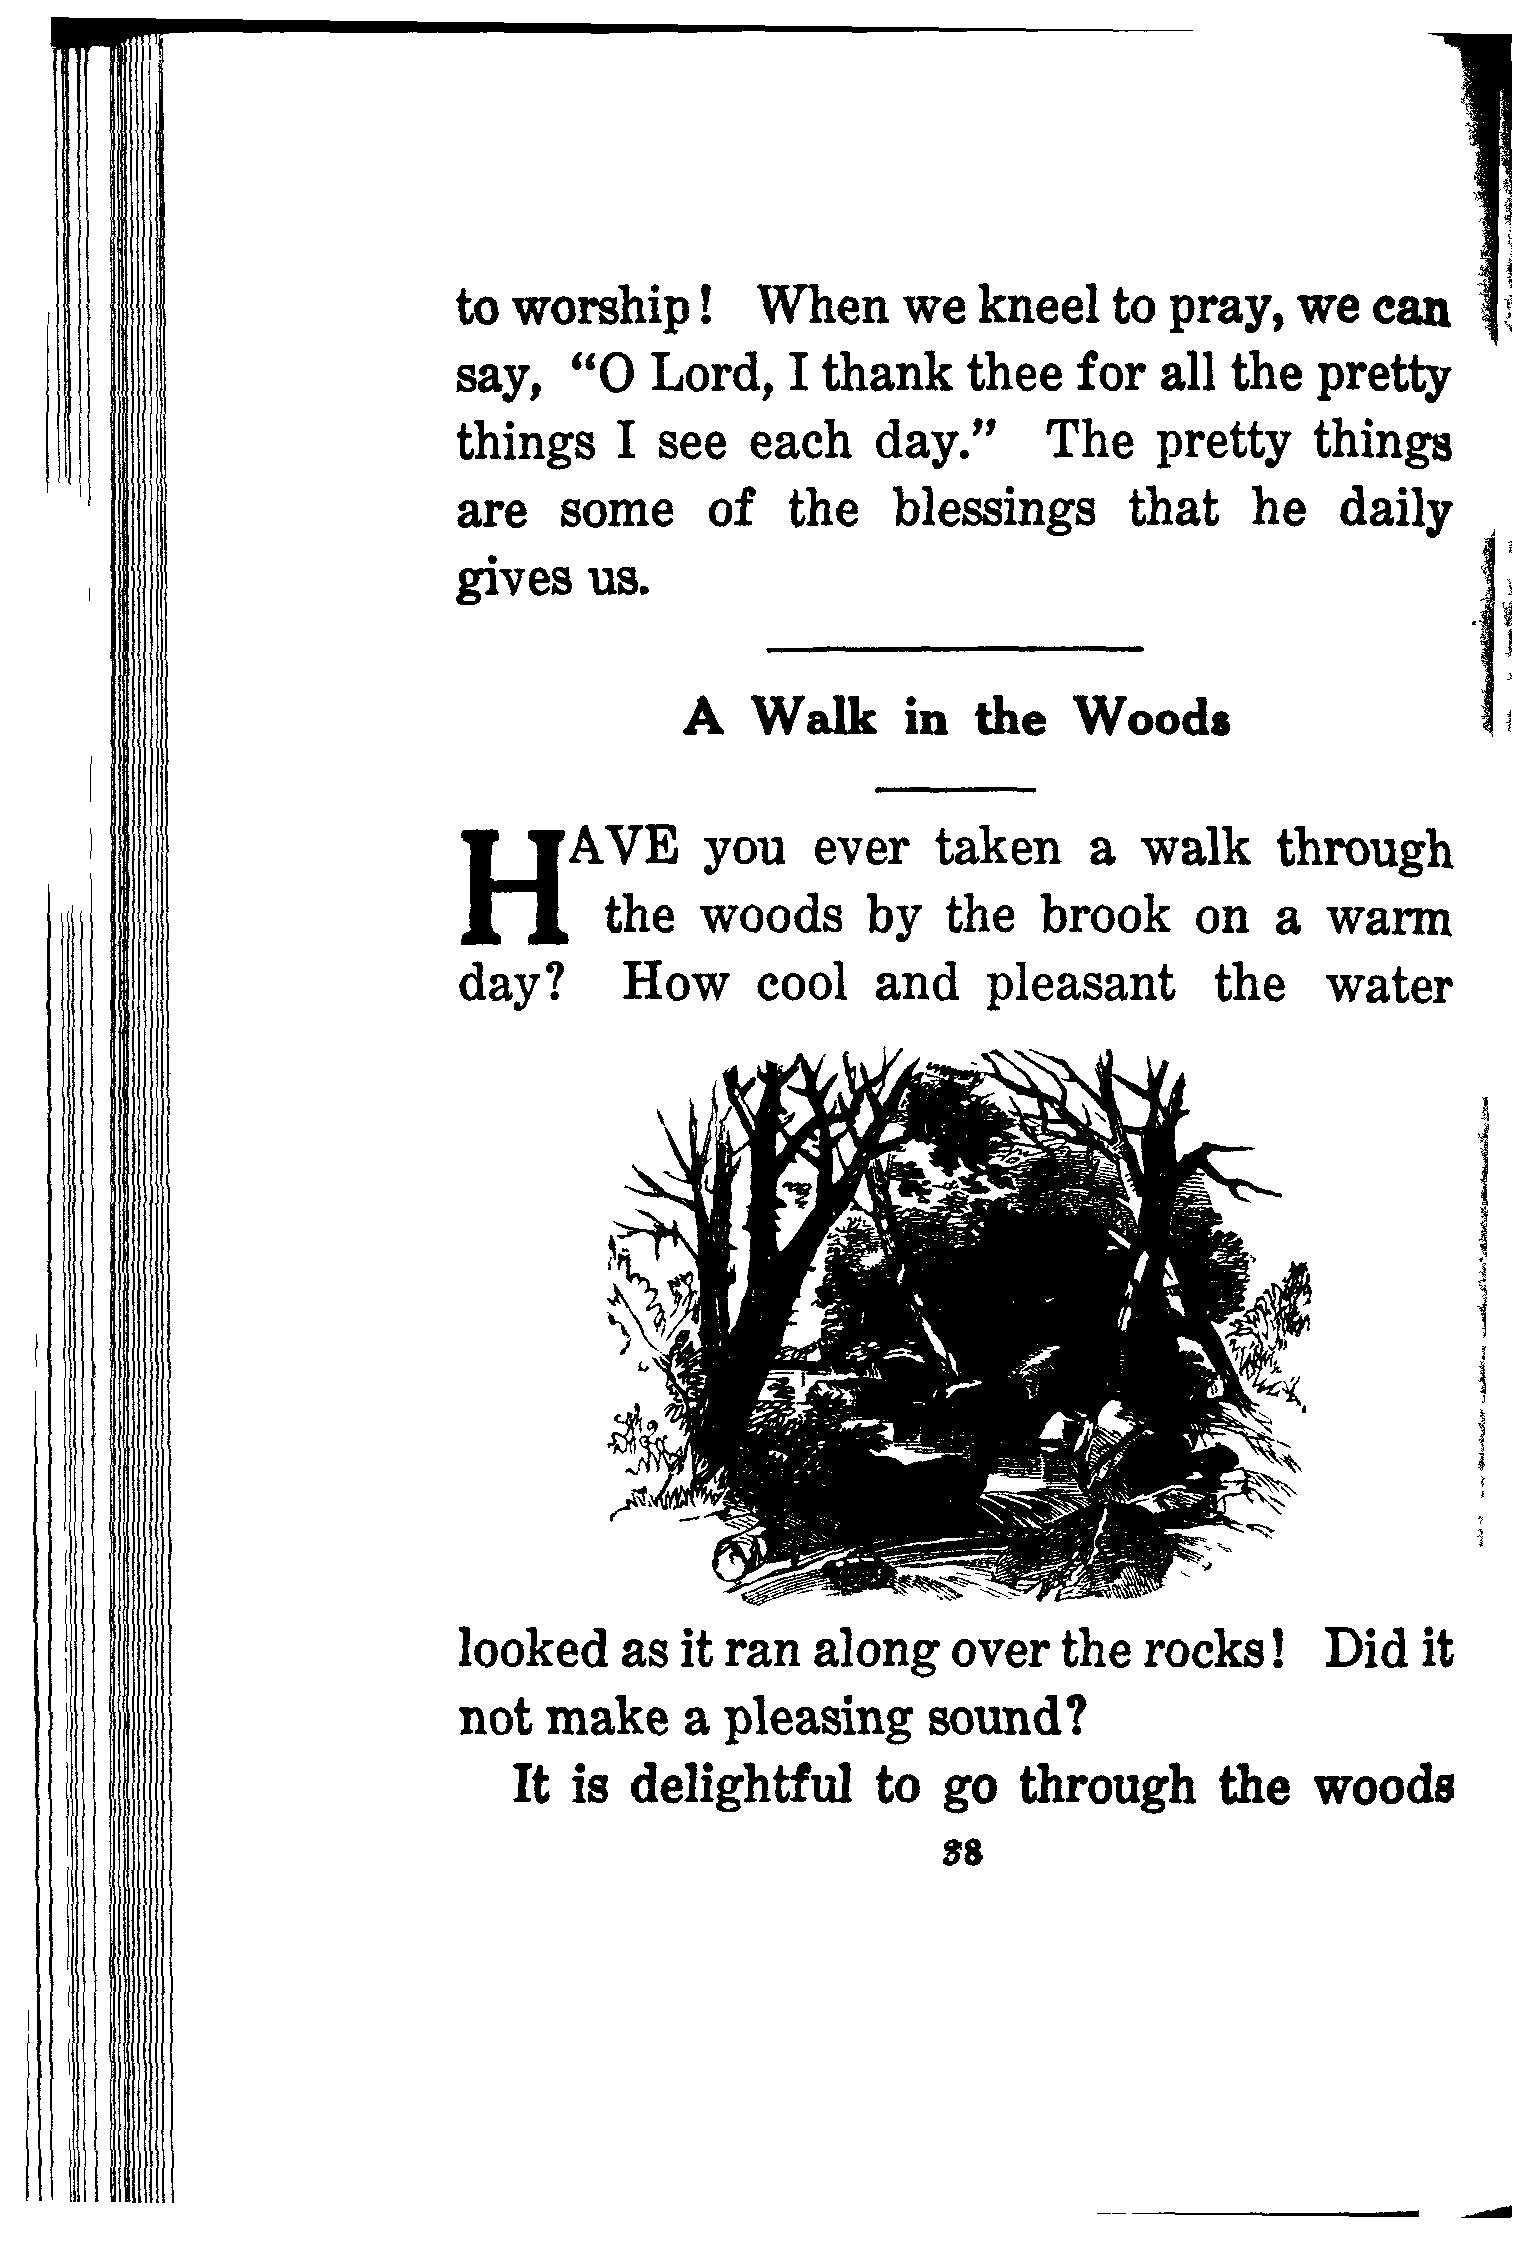 to worship! When we kneel to pray, we can
say, “O Lord, I thank thee for all the pretty
things I see each day.” The pretty things
are some of the blessings that he daily
gives us.
A Walk in the Woods
HAVE you ever taken a walk through
the woods by the brook on a warm
day? How cool and pleasant the water
looked as it ran along over the rocks! Did it
not make a pleasing sound?
It is delightful to go through the woods
38